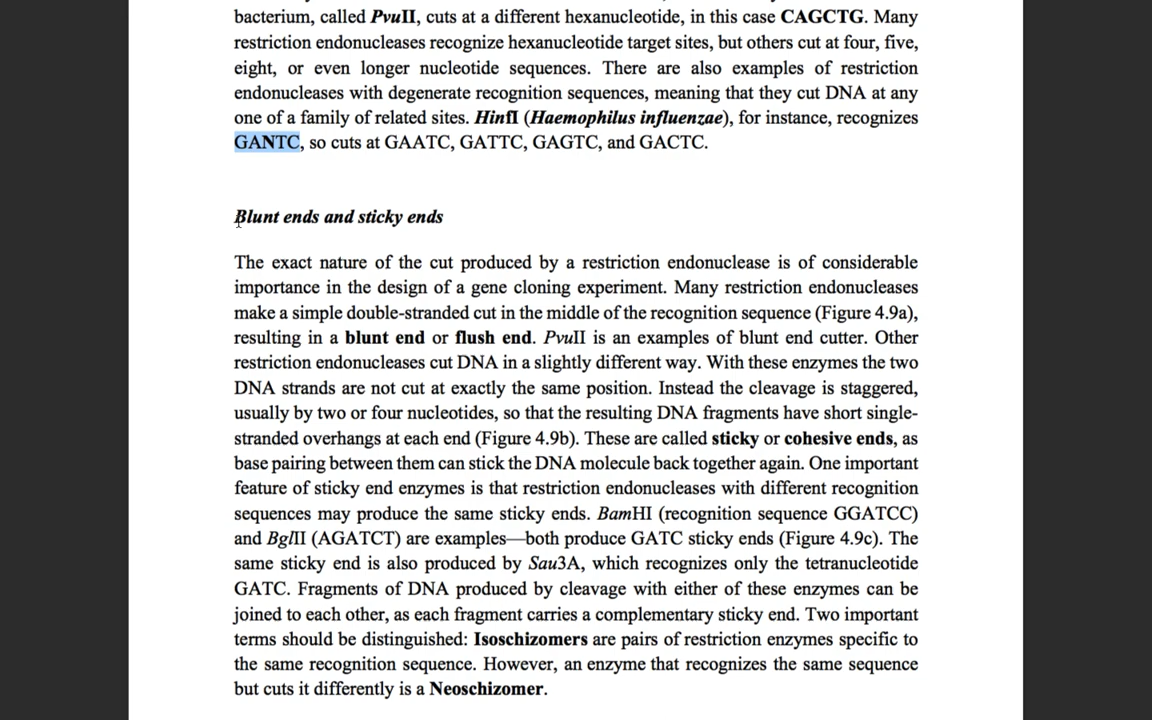 bacterium, called PvuII, cuts at a different hexanucleotide, in this case CAGCTG. Many
restriction endonucleases recognize hexanucleotide target sites, but others cut at four, five,
eight, or even longer nucleotide sequences. There are also examples of restriction
endonucleases with degenerate recognition sequences, meaning that they cut DNA at any
one of a family of related sites. HinfI (Haemophilus influenzae), for instance, recognizes
GANTC, so cuts at GAATC, GATTC, GAGTC, and GACTC.
Blunt ends and sticky ends
The exact nature of the cut produced by a restriction endonuclease is of considerable
importance in the design of a gene cloning experiment. Many restriction endonucleases
make a simple double-stranded cut in the middle of the recognition sequence (Figure 4.9a),
resulting in a blunt end or flush end. PvuII is an examples of blunt end cutter. Other
restriction endonucleases cut DNA in a slightly different way. With these enzymes the two
DNA strands are not cut at exactly the same position. Instead the cleavage is staggered,
usually by two or four nucleotides, so that the resulting DNA fragments have short single-
stranded overhangs at each end (Figure 4.9b). These are called sticky or cohesive ends, as
base pairing between them can stick the DNA molecule back together again. One important
feature of sticky end enzymes is that restriction endonucleases with different recognition
sequences may produce the same sticky ends. BamHI (recognition sequence GGATCC)
and BglII (AGATCT) are examples—both produce GATC sticky ends (Figure 4.9c). The
same sticky end is also produced by Sau3A, which recognizes only the tetranucleotide
GATC. Fragments of DNA produced by cleavage with either of these enzymes can be
joined to each other, as each fragment carries a complementary sticky end. Two important
terms should be distinguished: Isoschizomers are pairs of restriction enzymes specific to
the same recognition sequence. However, an enzyme that recognizes the same sequence
but cuts it differently is a Neoschizomer.